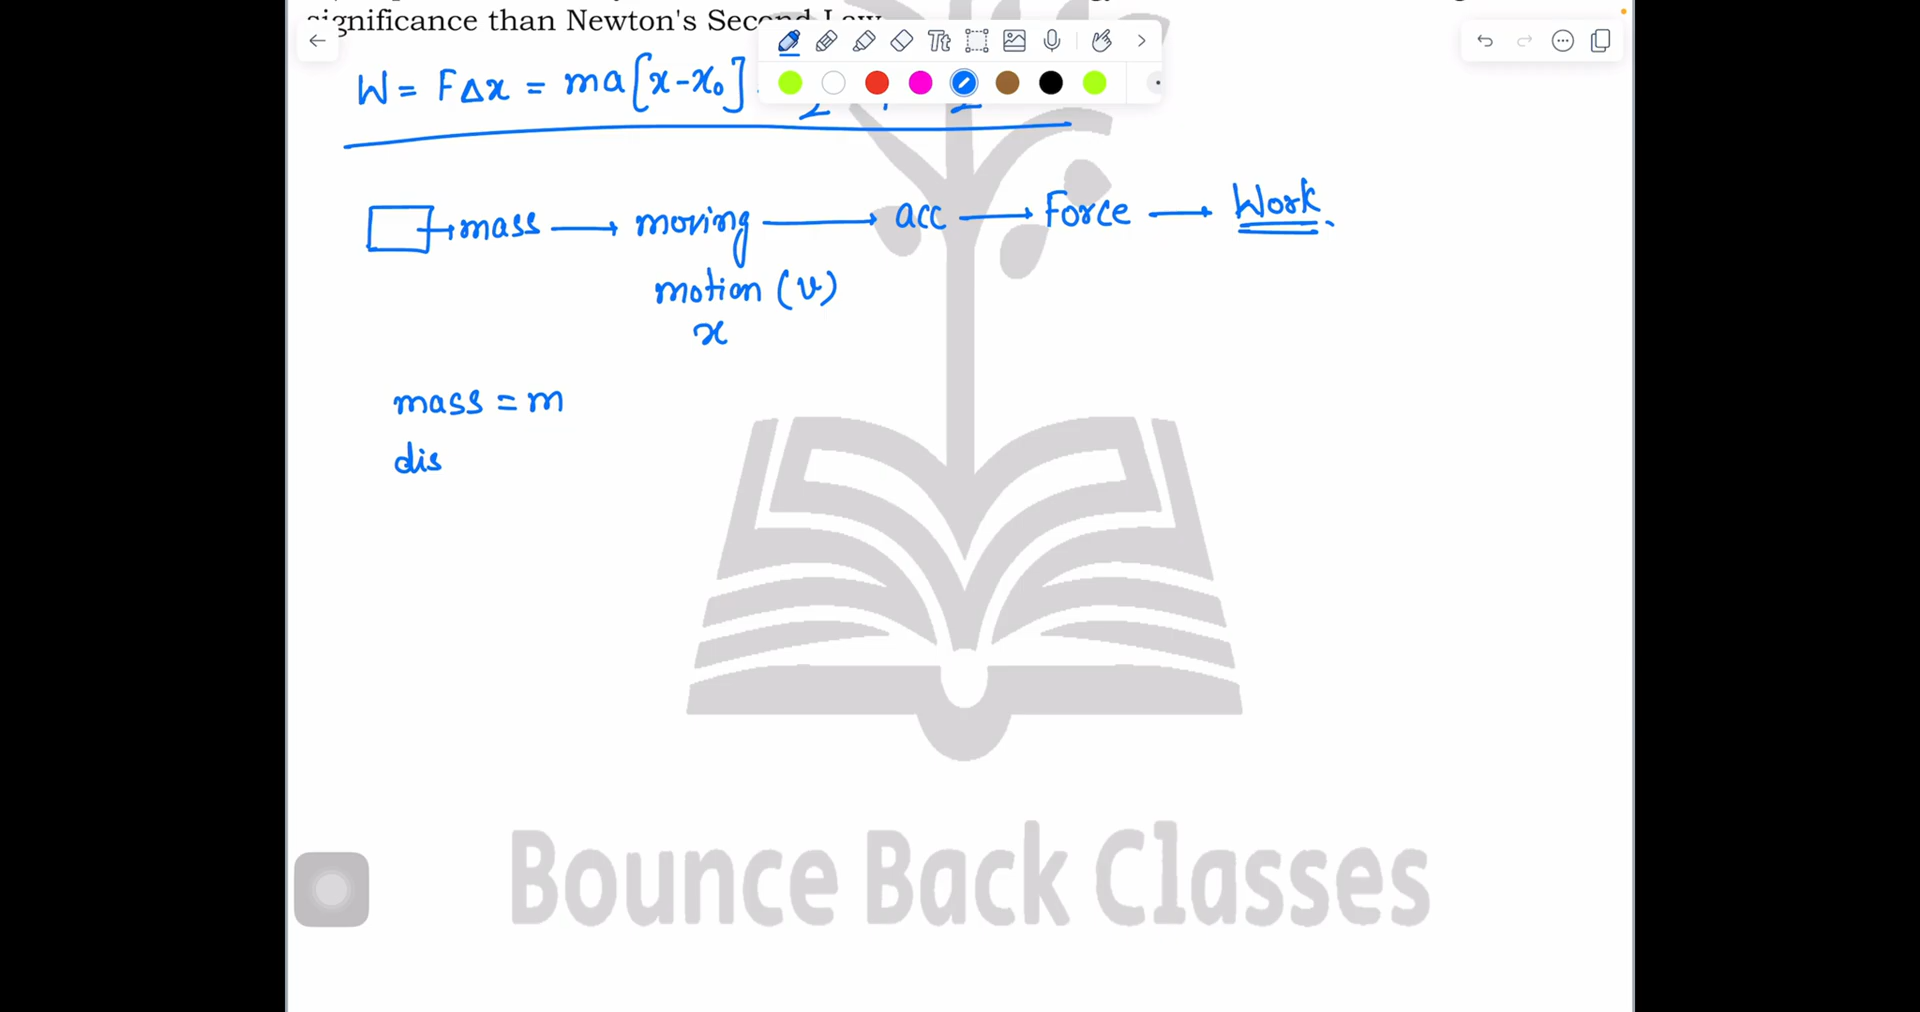 significance than Newton's Second Law
W = FΔx = ma[x-x₀]
mass → moving → acc → Force → Work.
motion (v)
x
mass = m
dis
Bounce Back Classes